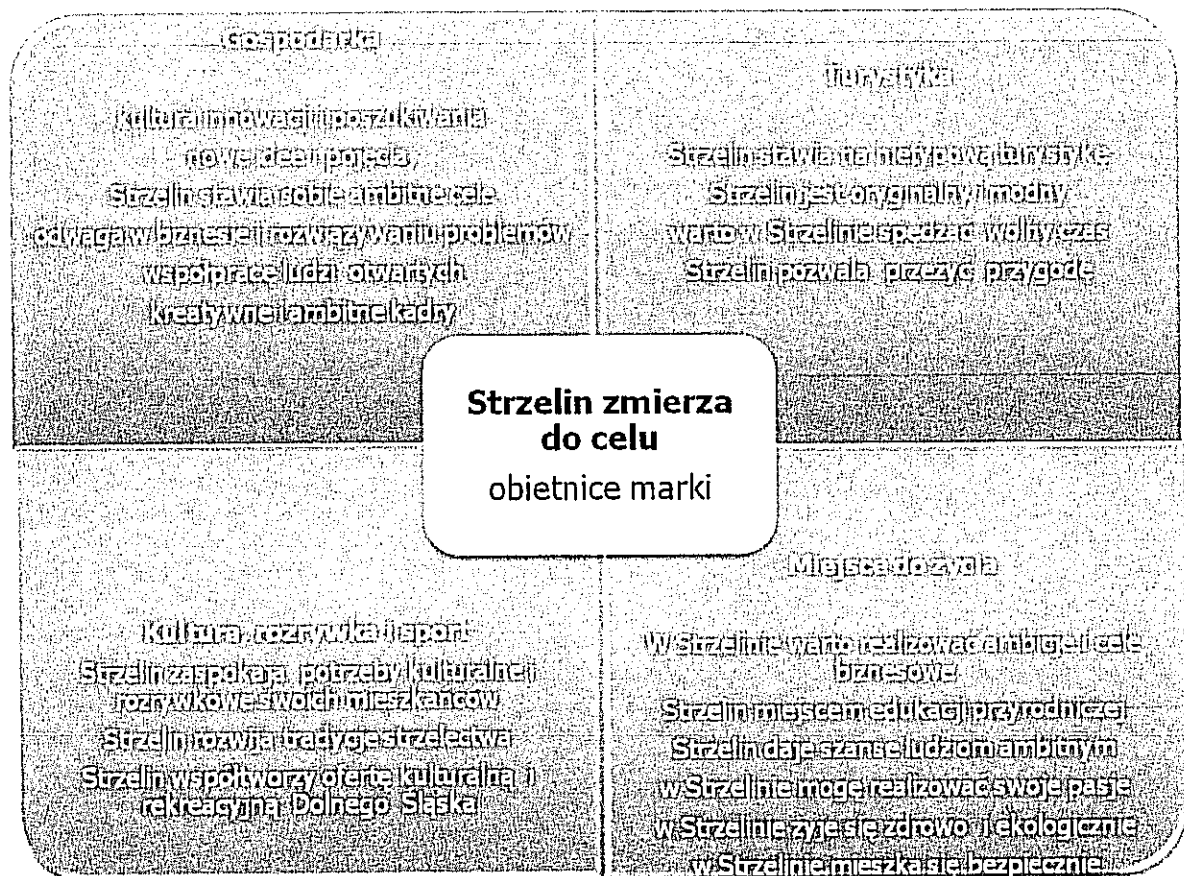 Gospodarka
kultura innowacji i poszukiwania
nowe idee i pojęcia,
Strzelin stawia sobie ambitne cele
odwaga w biznesie i rozwiązywaniu problemów
współpracę ludzi otwartych
kreatywne i ambitne kadry
Turystyka
Strzelin stawia na nietypową turystykę
Strzelin jest oryginalny i modny
warto w Strzelinie spędzać wolny czas
Strzelin pozwala przeżyć przygodę
Strzelin zmierza
do celu
obietnice marki
Kultura, rozrywka i sport
Strzelin zaspokaja potrzeby kulturalne i
rozrywkowe swoich mieszkańców
Strzelin rozwija tradycje strzelectwa
Strzelin współtworzy ofertę kulturalną i
rekreacyjną Dolnego Śląska
Miejsca do życia
W Strzelinie warto realizować ambicje i cele
biznesowe
Strzelin miejscem edukacji przyrodniczej
Strzelin daje szansę ludziom ambitnym
w Strzelinie mogę realizować swoje pasje
w Strzelinie żyje się zdrowo i ekologicznie
w Strzelinie mieszka się bezpiecznie